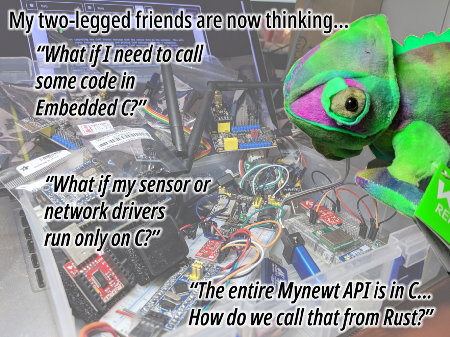 My two-legged friends are now thinking...
“What if I need to call
some code in
Embedded C?”
“What if my sensor or
network drivers
run only on C?”
“The entire Mynewt API is in C...
How do we call that from Rust?”